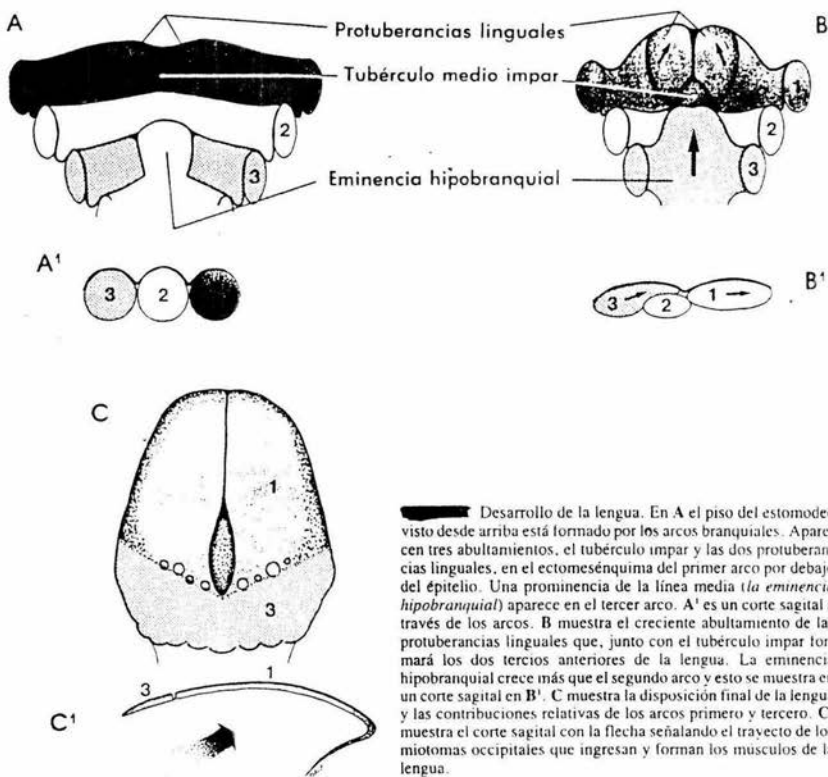 A
Protuberancias linguales
B
Tubérculo medio impar
1
2
2
3
3
Eminencia hipobranquial
A¹
3 2
B¹
3 2 1
C
1
3
3 1
C¹
Desarrollo de la lengua. En A el piso del estomode
visto desde arriba está formado por los arcos branquiales. Apare
cen tres abultamientos, el tubérculo impar y las dos protuberan
cias linguales, en el ectomesénquima del primer arco por debajo
del épitelio. Una prominencia de la línea media (la eminencia
hipobranquial) aparece en el tercer arco. A¹ es un corte sagital
través de los arcos. B muestra el creciente abultamiento de la
protuberancias linguales que, junto con el tubérculo impar for
mará los dos tercios anteriores de la lengua. La eminencia
hipobranquial crece más que el segundo arco y esto se muestra en
un corte sagital en B¹. C muestra la disposición final de la lengua
y las contribuciones relativas de los arcos primero y tercero. C
muestra el corte sagital con la flecha señalando el trayecto de lo
miotomas occipitales que ingresan y forman los músculos de la
lengua.